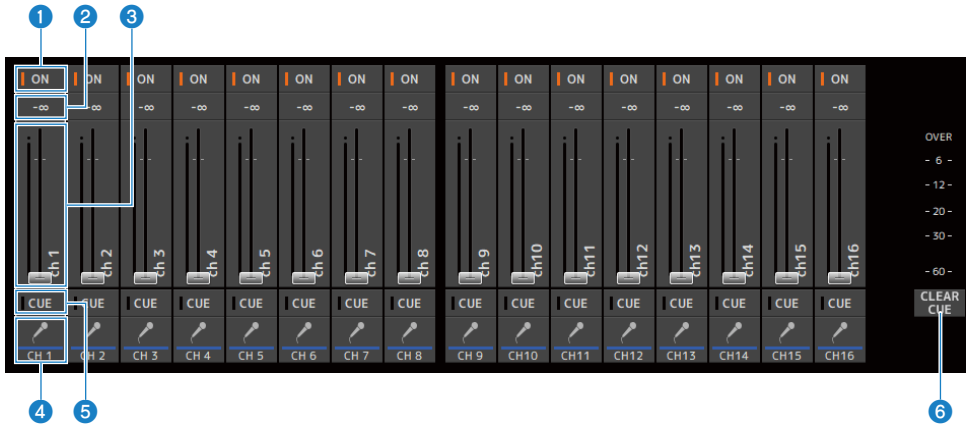 1 2 3
ON ON ON ON ON ON ON ON ON ON ON ON ON ON ON ON
-∞ -∞ -∞ -∞ -∞ -∞ -∞ -∞ -∞ -∞ -∞ -∞ -∞ -∞ -∞ -∞
OVER
- 6 -
- 12 -
- 20 -
- 30 -
- 60 -
ch 1 ch 2 ch 3 ch 4 ch 5 ch 6 ch 7 ch 8 ch 9 ch10 ch11 ch12 ch13 ch14 ch15 ch16
CUE CUE CUE CUE CUE CUE CUE CUE CUE CUE CUE CUE CUE CUE CUE CUE
CLEAR
CUE
CH 1 CH 2 CH 3 CH 4 CH 5 CH 6 CH 7 CH 8 CH 9 CH10 CH11 CH12 CH13 CH14 CH15 CH16
4 5 6